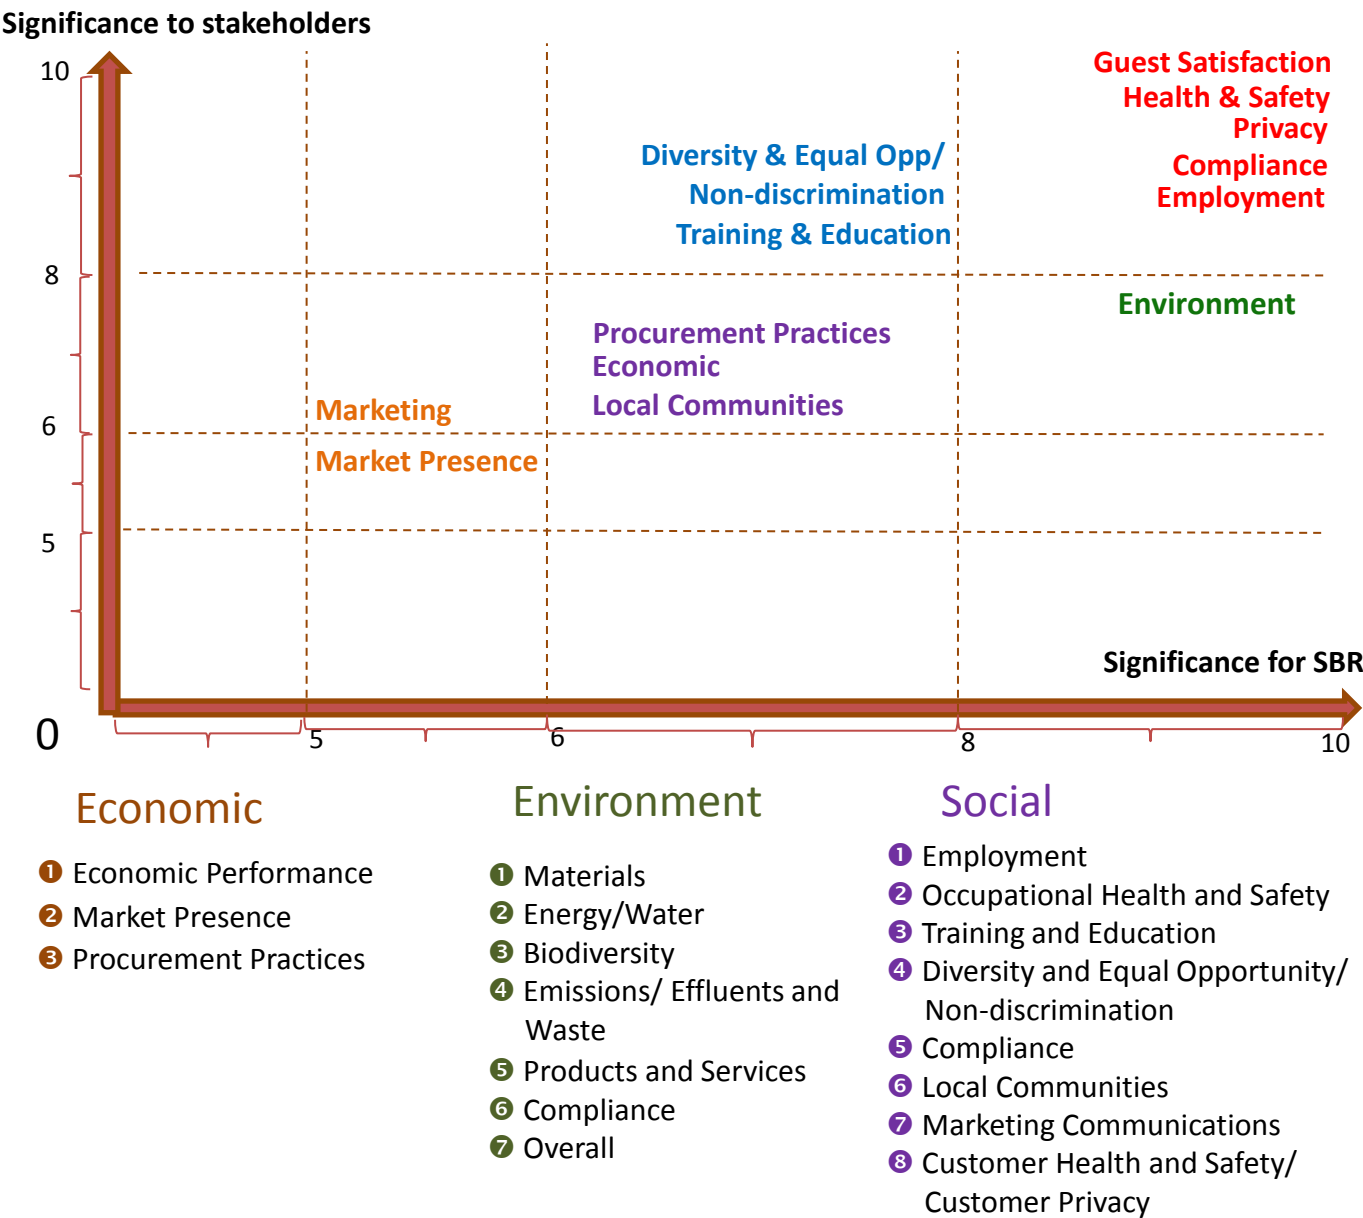 Significance to stakeholders
10
Guest Satisfaction
Health & Safety
Privacy
Compliance
Employment
Diversity & Equal Opp/
Non-discrimination
Training & Education
8
Environment
Procurement Practices
Economic
Local Communities
Marketing
6
Market Presence
5
Significance for SBR
0
5
6
8
10
Economic
❶ Economic Performance
❷ Market Presence
❸ Procurement Practices
Environment
❶ Materials
❷ Energy/Water
❸ Biodiversity
❹ Emissions/ Effluents and
Waste
❺ Products and Services
❻ Compliance
❼ Overall
Social
❶ Employment
❷ Occupational Health and Safety
❸ Training and Education
❹ Diversity and Equal Opportunity/
Non-discrimination
❺ Compliance
❻ Local Communities
❼ Marketing Communications
❽ Customer Health and Safety/
Customer Privacy